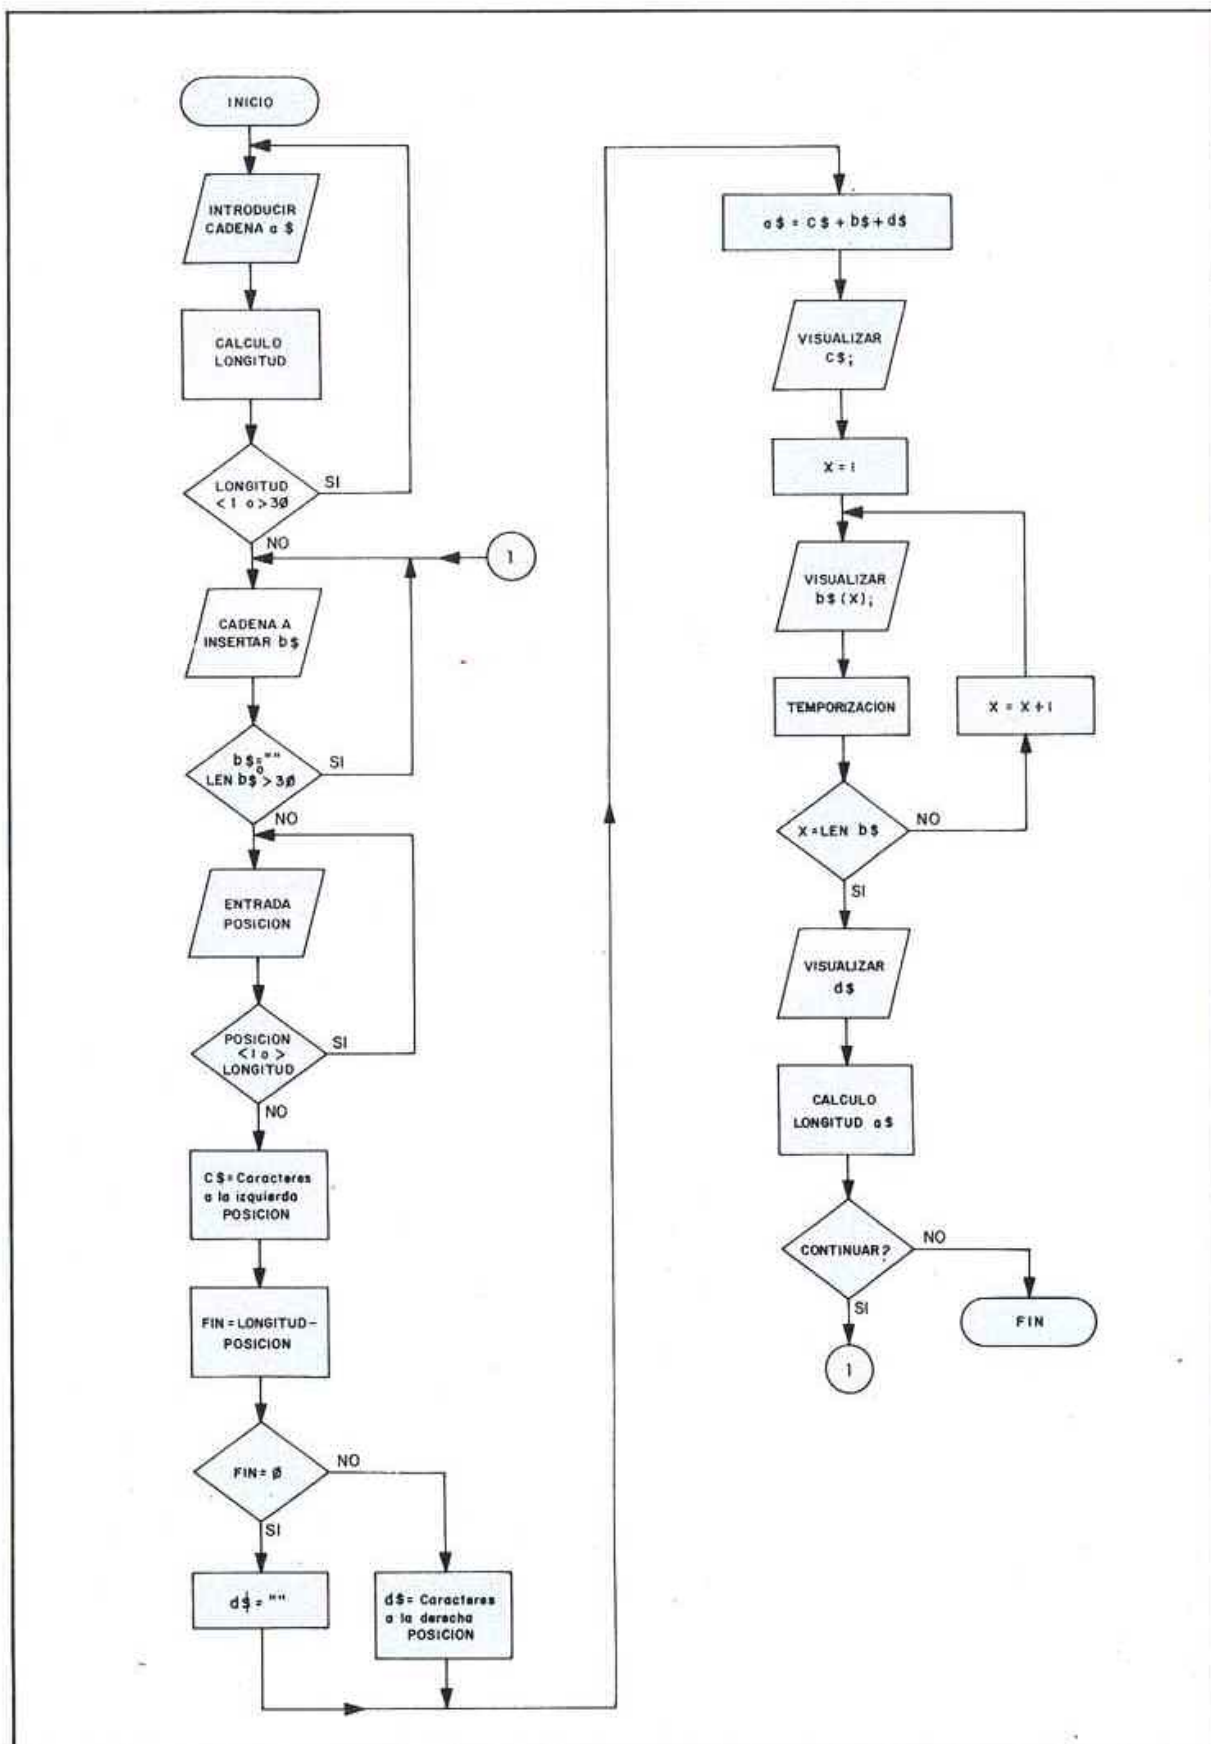 INICIO
INTRODUCIR
CADENA a $
CALCULO
LONGITUD
LONGITUD
<1 o >3Ø
SI
NO
1
CADENA A
INSERTAR b$
b$=""
o
LEN b$>3Ø
SI
NO
ENTRADA
POSICION
POSICION
<1 o >
LONGITUD
SI
NO
C$=Caracteres
a la izquierda
POSICION
FIN=LONGITUD-
POSICION
FIN=Ø
NO
SI
d$=""
d$= Caracteres
a la derecha
POSICION
a$=C$+b$+d$
VISUALIZAR
C$;
X=1
VISUALIZAR
b$(X);
TEMPORIZACION
X = X+1
X=LEN b$
NO
SI
VISUALIZAR
d$
CALCULO
LONGITUD a$
CONTINUAR?
NO
SI
FIN
1